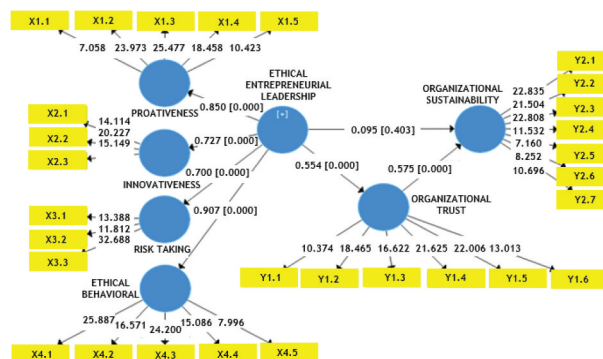 X1.1 X1.2 X1.3 X1.4 X1.5
7.058 23.973 25.477 18.458 10.423
PROATIVENESS
ETHICAL
ENTREPRENEURIAL
LEADERSHIP
[+]
ORGANIZATIONAL
SUSTAINABILITY
Y2.1
Y2.2
Y2.3
Y2.4
Y2.5
Y2.6
Y2.7
22.835
21.504
22.808
11.532
7.160
8.252
10.696
0.850 [0.000]
0.727 [0.000]
0.700 [0.000]
0.907 [0.000]
0.095 [0.403]
0.554 [0.000]
0.575 [0.000]
X2.1
X2.2
X2.3
14.114
20.227
15.149
INNOVATIVENESS
X3.1
X3.2
X3.3
13.388
11.812
32.688
RISK TAKING
ORGANIZATIONAL
TRUST
10.374 18.465 16.622 21.625 22.006 13.013
Y1.1 Y1.2 Y1.3 Y1.4 Y1.5 Y1.6
ETHICAL
BEHAVIORAL
25.887 16.571 24.200 15.086 7.996
X4.1 X4.2 X4.3 X4.4 X4.5